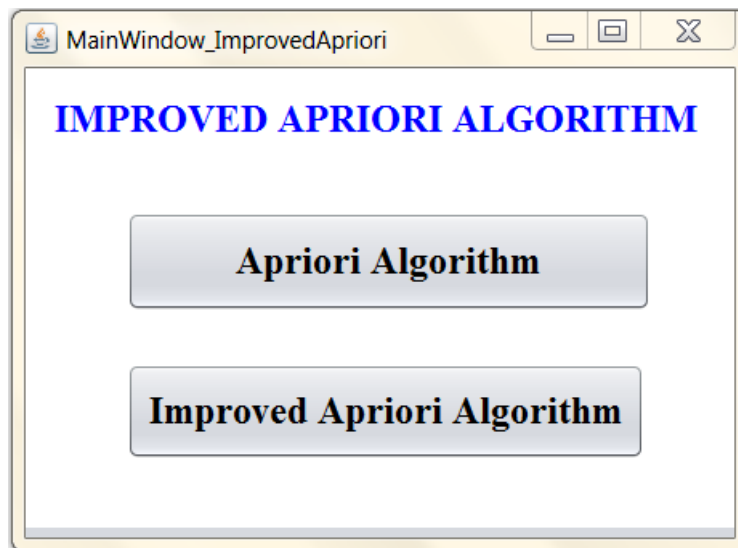 MainWindow_ImprovedApriori
IMPROVED APRIORI ALGORITHM
Apriori Algorithm
Improved Apriori Algorithm